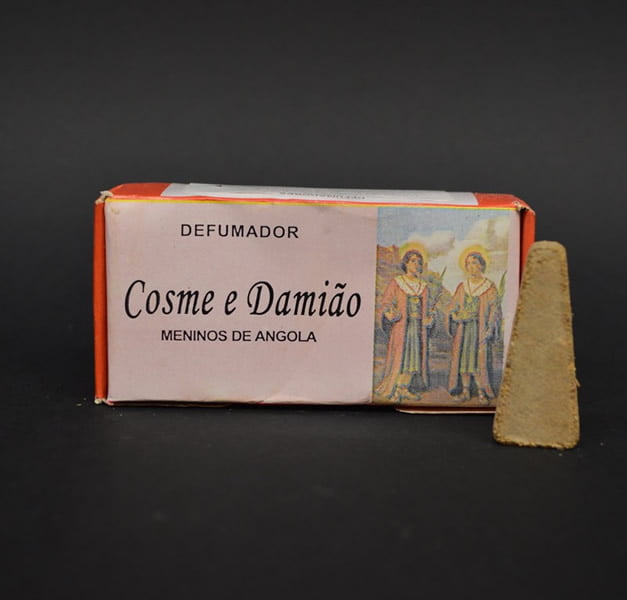 DEFUMADOR
Cosme e Damião
MENINOS DE ANGOLA